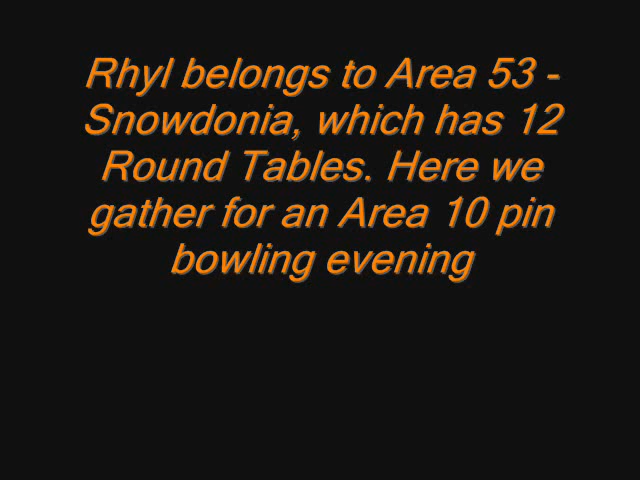 Rhyl belongs to Area 53 -
Snowdonia, which has 12
Round Tables. Here we
gather for an Area 10 pin
bowling evening